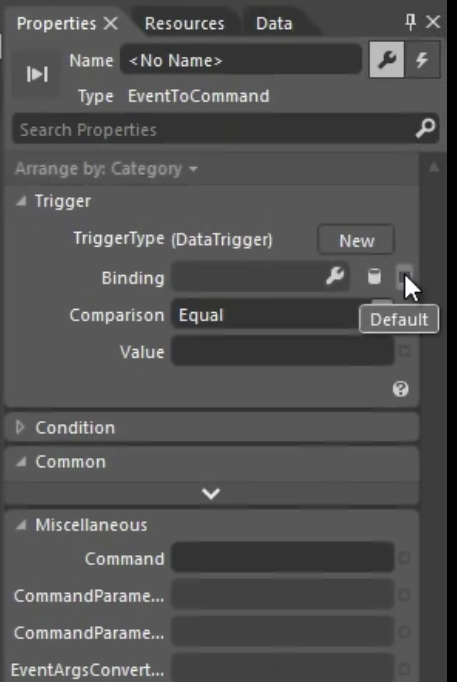 Properties Resources Data
Name <No Name>
Type EventToCommand
Search Properties
Arrange by: Category
Trigger
TriggerType (DataTrigger) New
Binding
Comparison Equal
Default
Value
Condition
Common
Miscellaneous
Command
CommandParame...
CommandParame...
EventArgsConvert...